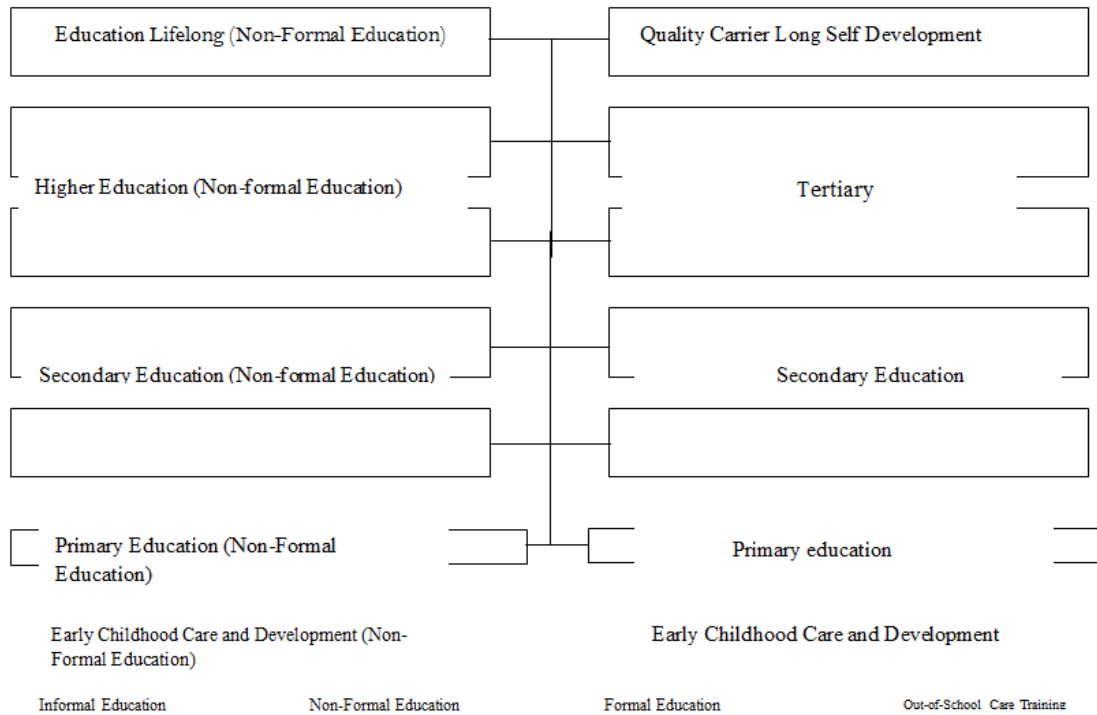 Education Lifelong (Non-Formal Education)
Quality Carrier Long Self Development
Higher Education (Non-formal Education)
Tertiary
Secondary Education (Non-formal Education)
Secondary Education
Primary Education (Non-Formal
Education)
Primary education
Early Childhood Care and Development (Non-
Formal Education)
Early Childhood Care and Development
Informal Education
Non-Formal Education
Formal Education
Out-of-School Care Training